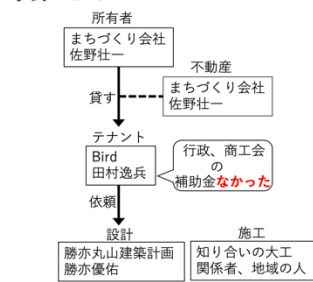 所有者
まちづくり会社
佐野壮一
不動産
まちづくり会社
佐野壮一
貸す
テナント
Bird
田村逸兵
行政、商工会
の
補助金なかった
依頼
設計
勝亦丸山建築計画
勝亦優佑
施工
知り合いの大工
関係者、地域の人